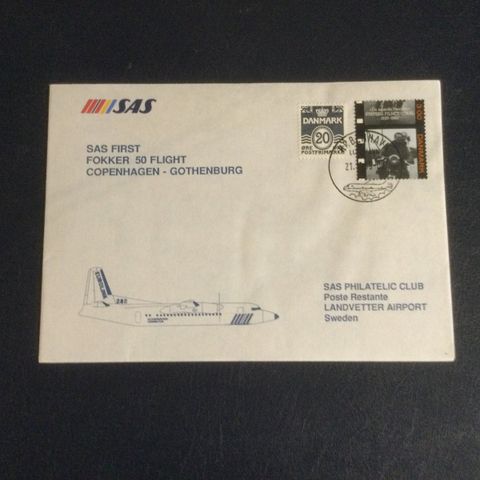 SAS
SAS FIRST
FOKKER 50 FLIGHT
COPENHAGEN - GOTHENBURG
DANMARK
20
ØRE
POSTFRIMÆRKE
DANMARK
SAS PHILATELIC CLUB
Poste Restante
LANDVETTER AIRPORT
Sweden